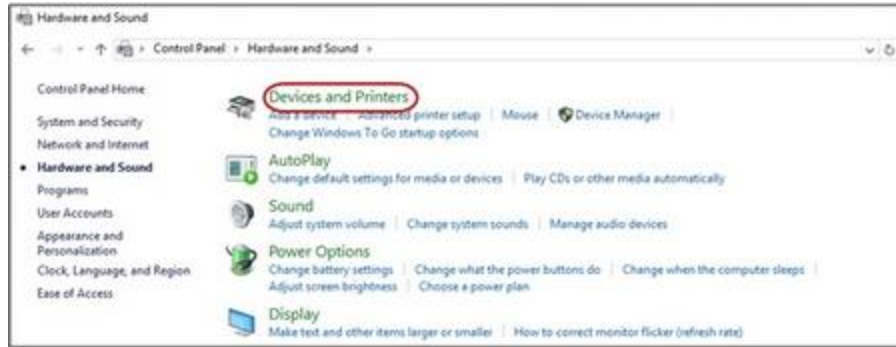 Hardware and Sound
Control Panel > Hardware and Sound >
Control Panel Home
System and Security
Network and Internet
Hardware and Sound
Programs
User Accounts
Appearance and
Personalization
Clock, Language, and Region
Ease of Access
Devices and Printers
Add a device | Advanced printer setup | Mouse | Device Manager |
Change Windows To Go startup options
AutoPlay
Change default settings for media or devices | Play CDs or other media automatically
Sound
Adjust system volume | Change system sounds | Manage audio devices
Power Options
Change battery settings | Change what the power buttons do | Change when the computer sleeps |
Adjust screen brightness | Choose a power plan
Display
Make text and other items larger or smaller | How to correct monitor flicker (refresh rate)